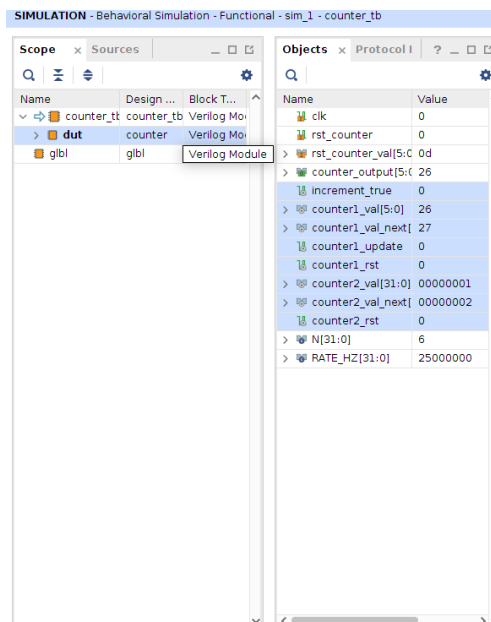 SIMULATION - Behavioral Simulation - Functional - sim_1 - counter_tb
Scope × Sources
Name Design ... Block T...
counter_tb counter_tb Verilog Mo
dut counter Verilog Mo
glbl glbl Verilog Module
Objects × Protocol I ?
Name Value
clk 0
rst_counter 0
rst_counter_val[5:0 0d
counter_output[5:0 26
increment_true 0
counter1_val[5:0] 26
counter1_val_next[ 27
counter1_update 0
counter1_rst 0
counter2_val[31:0] 00000001
counter2_val_next[ 00000002
counter2_rst 0
N[31:0] 6
RATE_HZ[31:0] 25000000